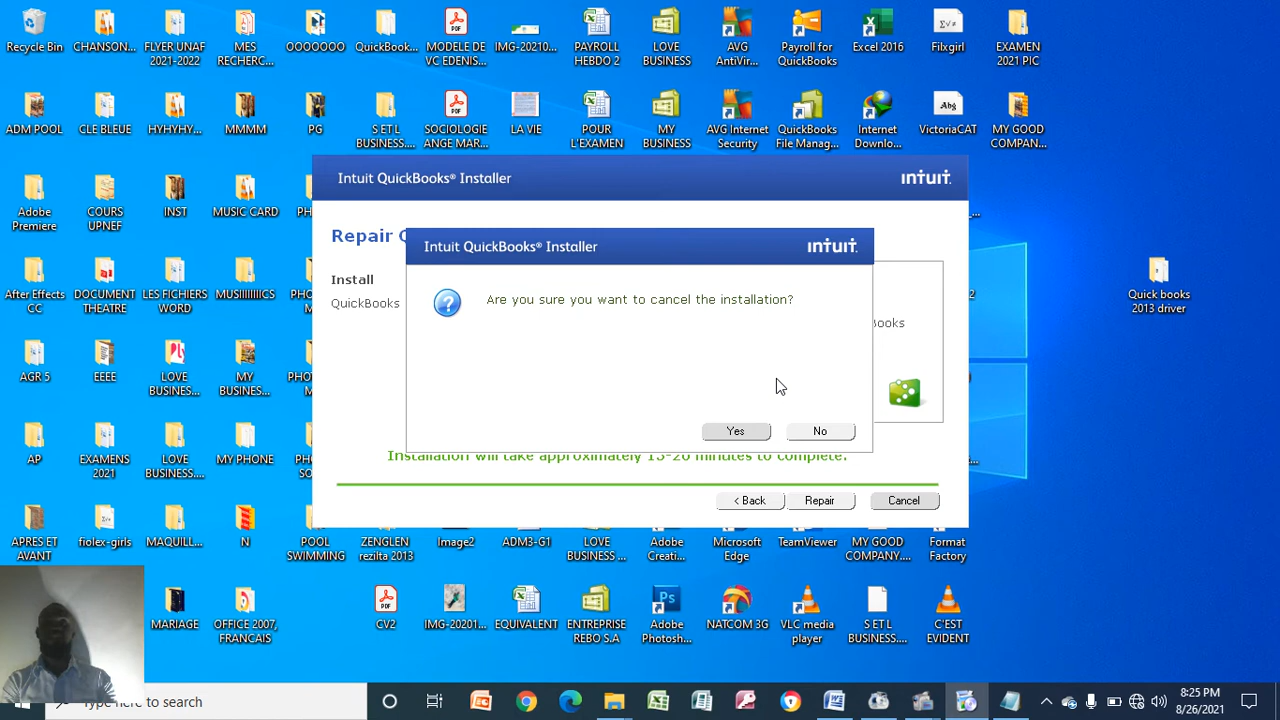 Recycle Bin
CHANSON...
FLYER UNAF 2021-2022
MES RECHERC...
OOOOOOO
QuickBook...
MODELE DE VC EDENIS...
IMG-20210...
PAYROLL HEBDO 2
LOVE BUSINESS
AVG AntiVir...
Payroll for QuickBooks
Excel 2016
Filxgirl
EXAMEN 2021 PIC
ADM POOL
CLE BLEUE
HYHYHY...
MMMM
PG
S ET L BUSINESS....
SOCIOLOGIE ANGE MAR...
LA VIE
POUR L'EXAMEN
MY BUSINESS
AVG Internet Security
QuickBooks File Manag...
Internet Downlo...
VictoriaCAT
MY GOOD COMPAN...
Intuit QuickBooks® Installer
INTUIT.
Adobe Premiere
COURS UPNEF
INST
MUSIC CARD
Repair
Intuit QuickBooks® Installer
INTUIT.
Install
QuickBooks
Are you sure you want to cancel the installation?
After Effects CC
DOCUMENT THEATRE
LES FICHIERS WORD
MUSIIIIIIICS
Quick books 2013 driver
AGR 5
EEEE
LOVE BUSINES...
MY BUSINESS...
Yes
No
Installation will take approximately 15-20 minutes to complete.
AP
EXAMENS 2021
LOVE BUSINESS....
MY PHONE
< Back
Repair
Cancel
APRES ET AVANT
fiolex-girls
MAQUILL...
N
POOL SWIMMING
ZENGLEN rezilta 2013
Image2
ADM3-G1
LOVE BUSINESS ...
Adobe Creati...
Microsoft Edge
TeamViewer
MY GOOD COMPANY....
Format Factory
MARIAGE
OFFICE 2007, FRANCAIS
CV2
IMG-20201...
EQUIVALENT
ENTREPRISE REBO S.A
Adobe Photosh...
NATCOM 3G
VLC media player
S ET L BUSINESS....
C'EST EVIDENT
Type here to search
8:25 PM
8/26/2021